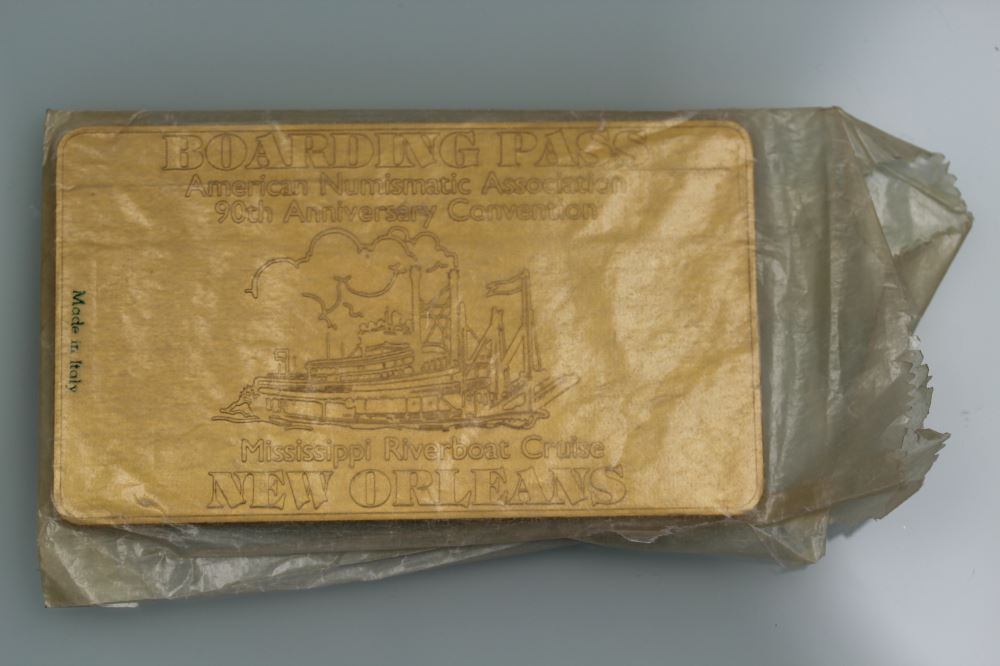 BOARDING PASS
American Numismatic Association
90th Anniversary Convention
Made in Italy
Mississippi Riverboat Cruise
NEW ORLEANS